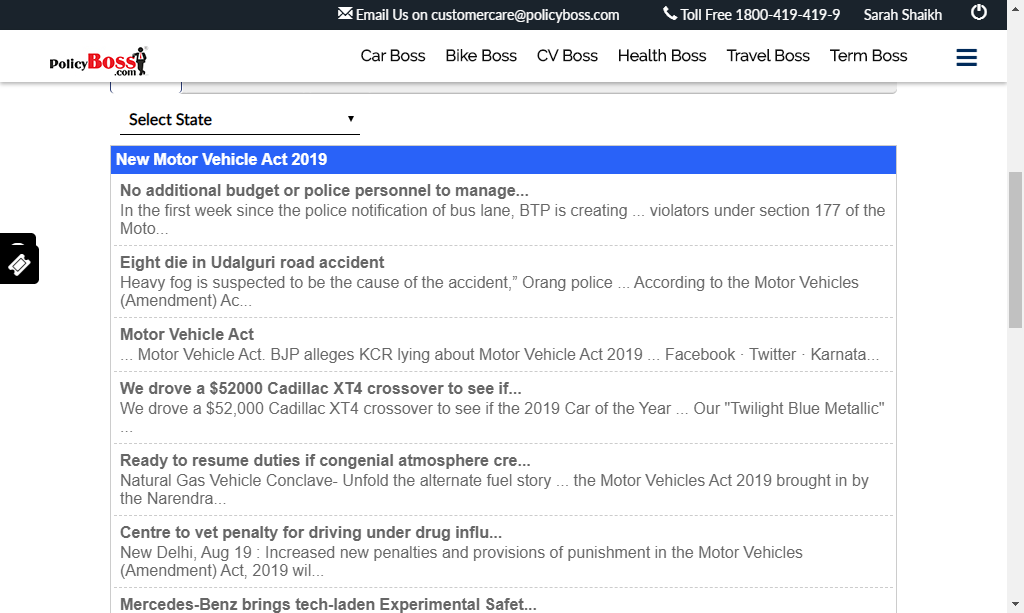 Email Us on customercare@policyboss.com Toll Free 1800-419-419-9 Sarah Shaikh
PolicyBoss.com Car Boss Bike Boss CV Boss Health Boss Travel Boss Term Boss
Select State
New Motor Vehicle Act 2019
No additional budget or police personnel to manage...
In the first week since the police notification of bus lane, BTP is creating ... violators under section 177 of the
Moto...
Eight die in Udalguri road accident
Heavy fog is suspected to be the cause of the accident,” Orang police ... According to the Motor Vehicles
(Amendment) Ac...
Motor Vehicle Act
... Motor Vehicle Act. BJP alleges KCR lying about Motor Vehicle Act 2019 ... Facebook · Twitter · Karnata...
We drove a $52000 Cadillac XT4 crossover to see if...
We drove a $52,000 Cadillac XT4 crossover to see if the 2019 Car of the Year ... Our "Twilight Blue Metallic"
...
Ready to resume duties if congenial atmosphere cre...
Natural Gas Vehicle Conclave- Unfold the alternate fuel story ... the Motor Vehicles Act 2019 brought in by
the Narendra...
Centre to vet penalty for driving under drug influ...
New Delhi, Aug 19 : Increased new penalties and provisions of punishment in the Motor Vehicles
(Amendment) Act, 2019 wil...
Mercedes-Benz brings tech-laden Experimental Safet...